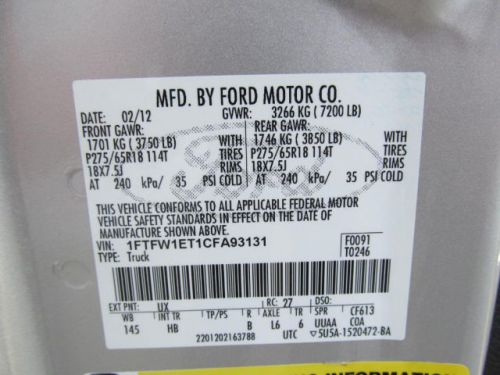 MFD. BY FORD MOTOR CO.
DATE: 02/12 GVWR: 3266 KG ( 7200 LB)
FRONT GAWR: REAR GAWR:
1701 KG( 3750 LB) WITH 1746 KG( 3850 LB) WITH
P275/65R18 114T TIRES P275/65R18 114T TIRES
18X7.5J RIMS 18X7.5J RIMS
AT 240 kPa/ 35 PSI COLD AT 240 kPa/ 35 PSI COLD
THIS VEHICLE CONFORMS TO ALL APPLICABLE FEDERAL MOTOR
VEHICLE SAFETY STANDARDS IN EFFECT ON THE DATE OF
MANUFACTURE SHOWN ABOVE.
VIN: 1FTFW1ET1CFA93131 F0091
TYPE: Truck T0246
EXT PNT: UX RC: 27 DSO:
WB INT TR TP/PS R AXLE TR SPR CF613
145 HB B L6 6 UUAA COA
2201202163788 UTC ▽5U5A-1520472-BA
INFORMATION